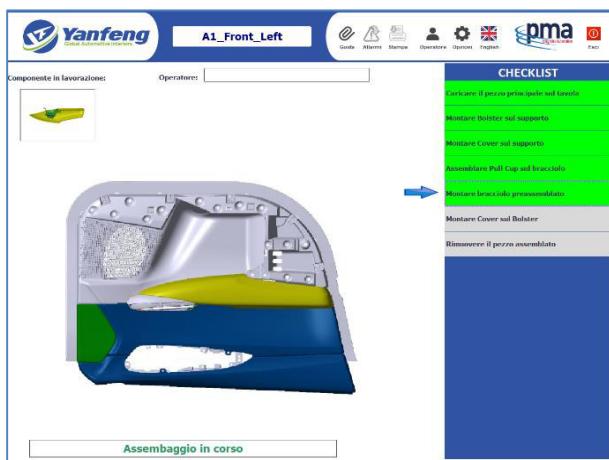 Yanfeng
Global Automotive Interiors
A1_Front_Left
Guida
Allarmi
Stampa
Operatore
Opzioni
English
pma
Esci
Componente in lavorazione:
Operatore:
CHECKLIST
Caricare il pezzo principale sul tavola
Montare Bolster sul supporto
Montare Cover sul supporto
Assemblare Pull Cup sul bracciolo
Montare bracciolo preassemblato
Montare Cover sul Bolster
Rimuovere il pezzo assemblato
Assembaggio in corso